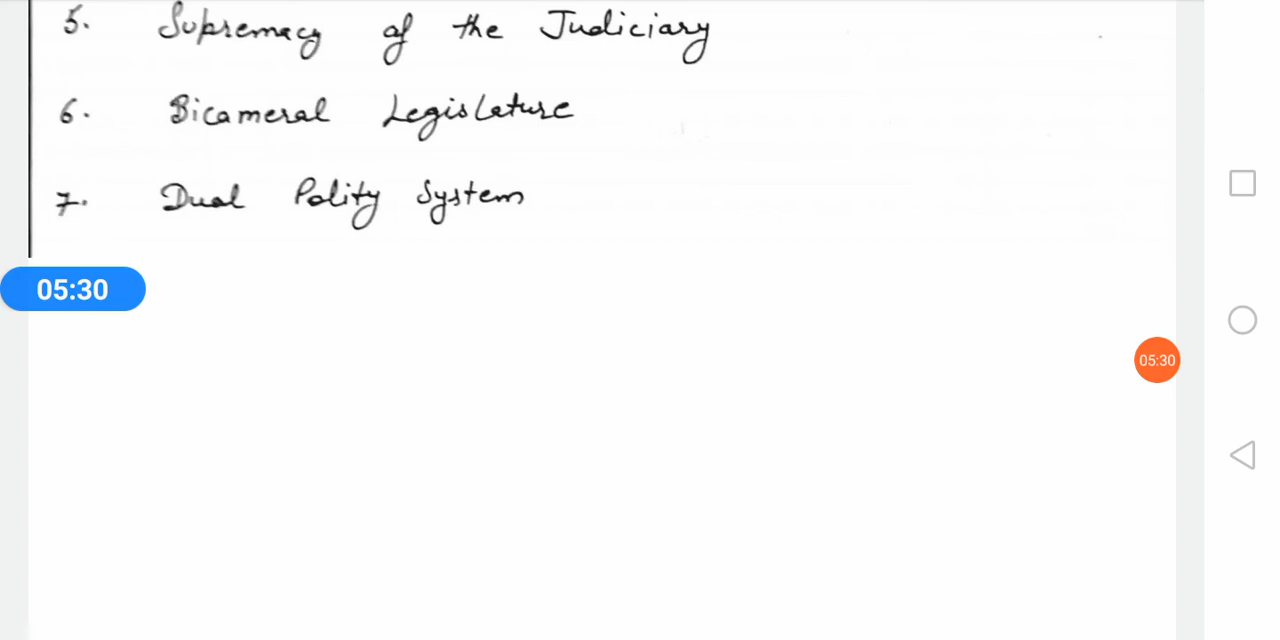 5. Supremacy of the Judiciary
6. Bicameral Legislature
7. Dual Polity System
05:30
05:30